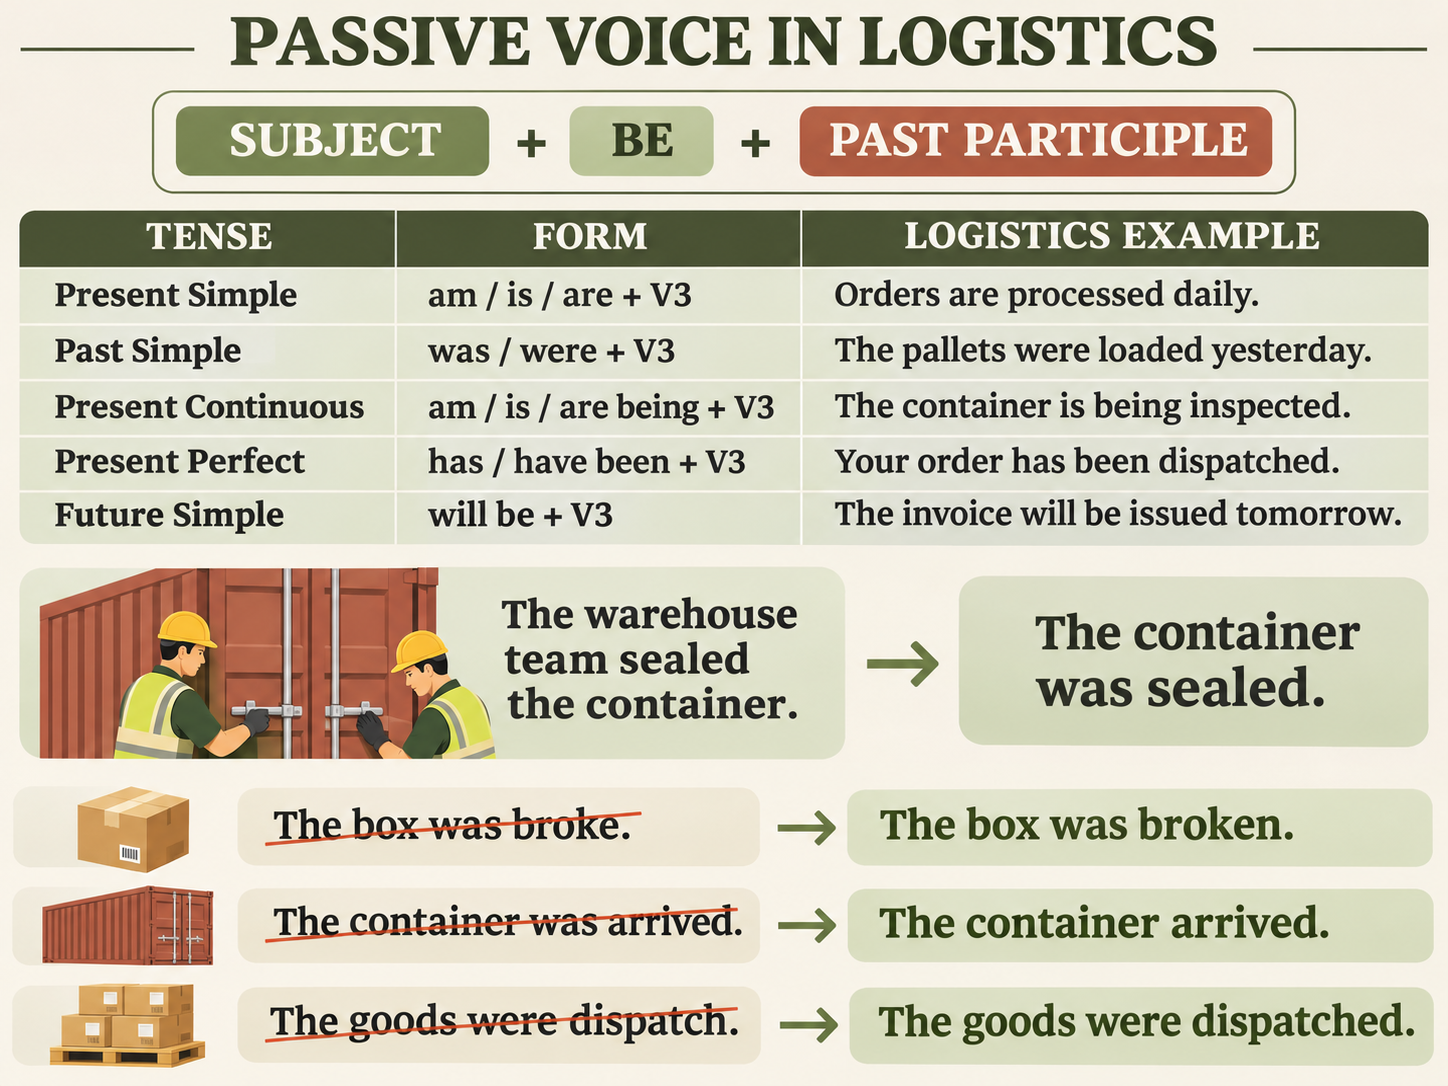 PASSIVE VOICE IN LOGISTICS
SUBJECT + BE + PAST PARTICIPLE
TENSE FORM LOGISTICS EXAMPLE
Present Simple am / is / are + V3 Orders are processed daily.
Past Simple was / were + V3 The pallets were loaded yesterday.
Present Continuous am / is / are being + V3 The container is being inspected.
Present Perfect has / have been + V3 Your order has been dispatched.
Future Simple will be + V3 The invoice will be issued tomorrow.
The warehouse
team sealed
the container.
→
The container
was sealed.
The box was broke. → The box was broken.
The container was arrived. → The container arrived.
The goods were dispatch. → The goods were dispatched.